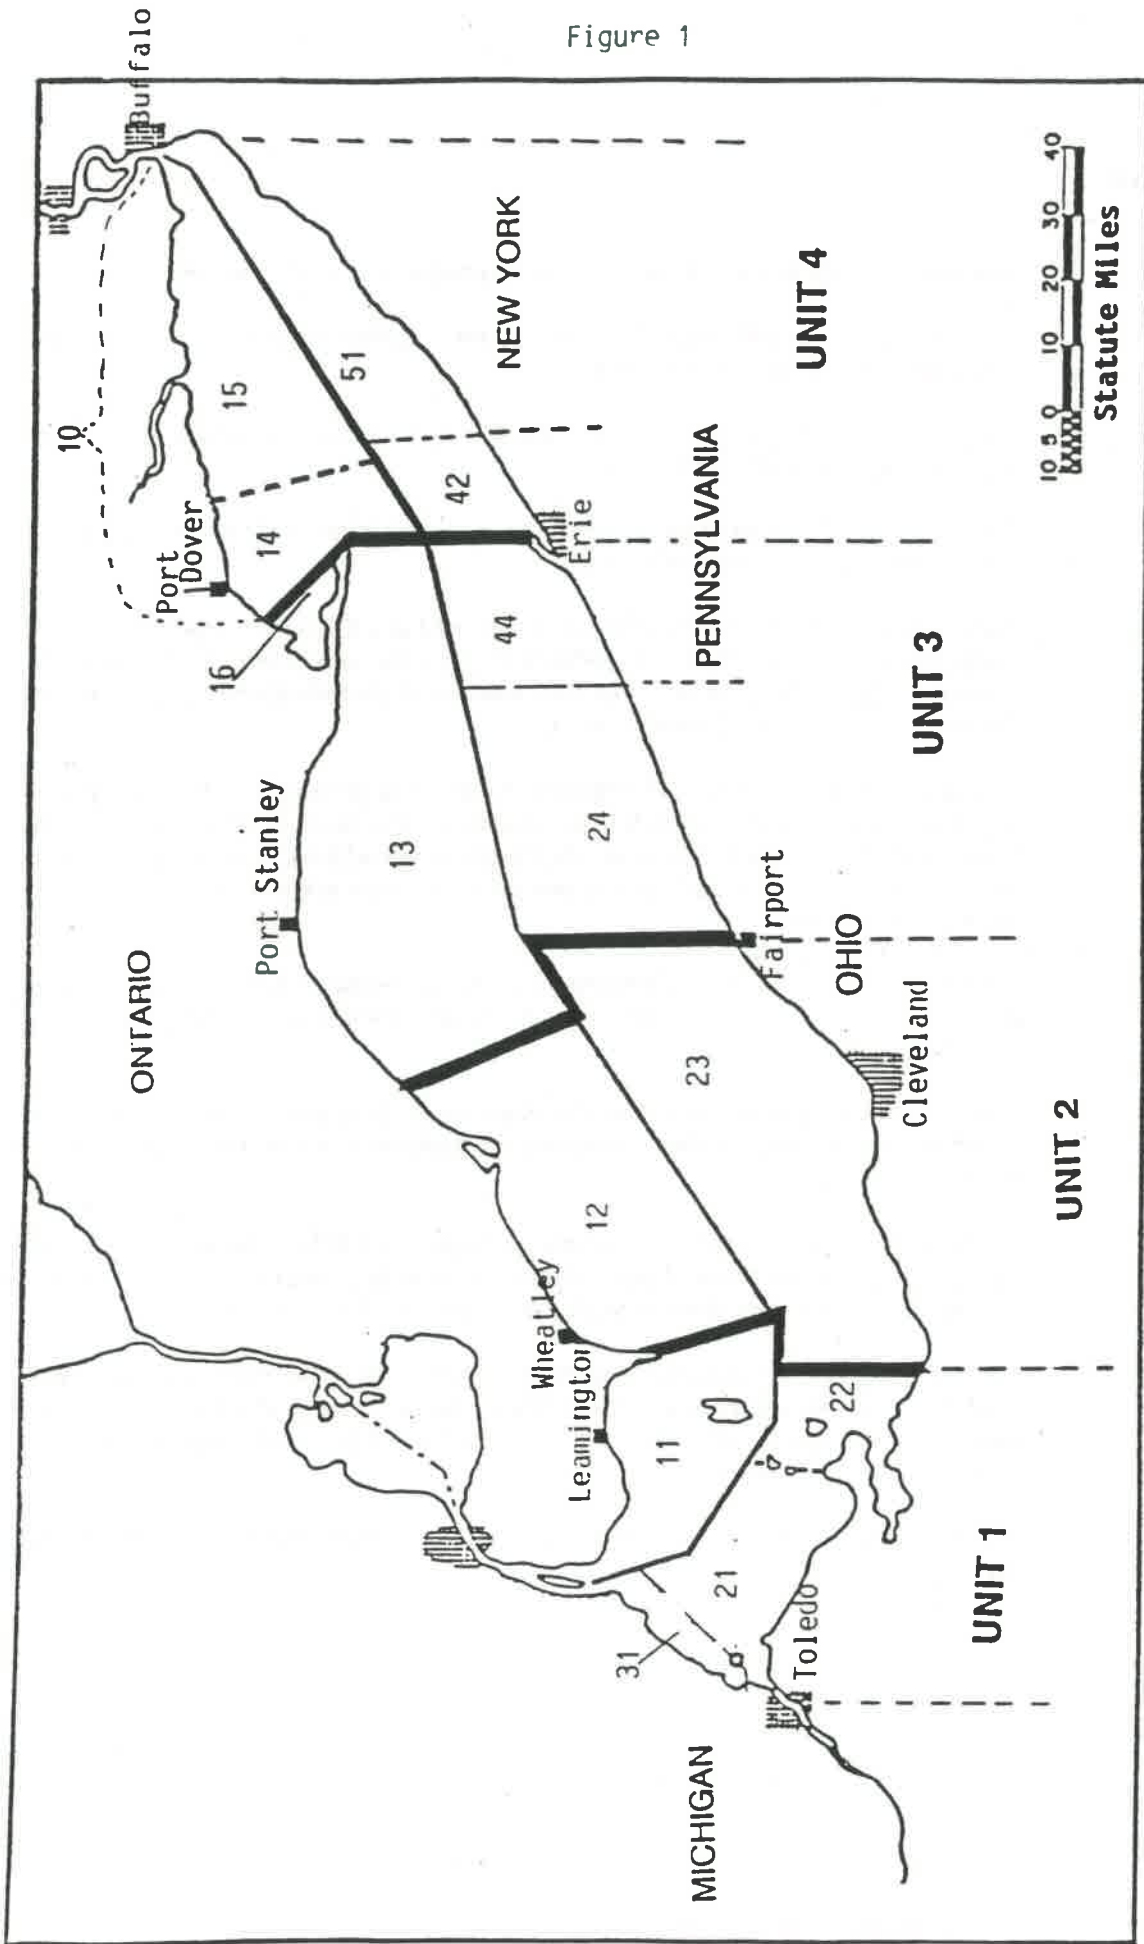 Figure 1
Buffalo
10
ONTARIO
Port
Dover
Port Stanley
15
14
16
51
42
NEW YORK
Erie
44
13
PENNSYLVANIA
24
Fairport
OHIO
23
Cleveland
12
Wheatley
Leamington
11
22
21
31
Toledo
MICHIGAN
UNIT 1
UNIT 2
UNIT 3
UNIT 4
10 5 0 10 20 30 40
Statute Miles